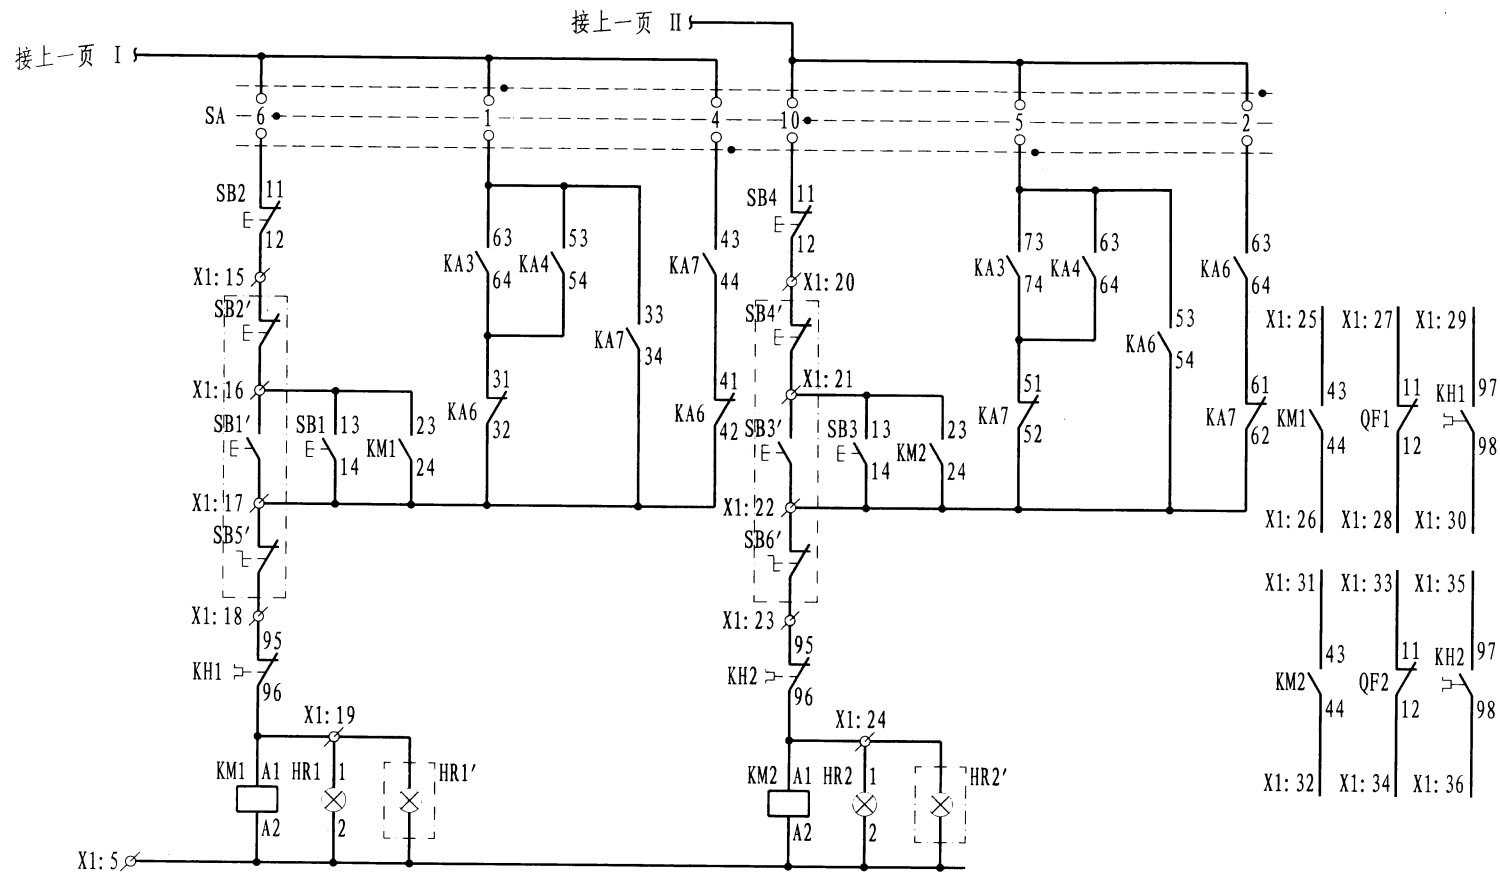 接上一页 II
接上一页 I
SA 6 1 4 10 5 2
SB2 11 SB4 11
12 12
KA3 63 KA4 53 KA7 43 KA3 73 KA4 63 KA6 63
64 54 44 74 64 64
X1:15 X1:20
SB2′ KA7 33 SB4′ KA6 53 X1:25 X1:27 X1:29
34 54
X1:16 31 41 X1:21 51 61 43 11 97
KA6 KA6 KA7 KA7 KM1 QF1 KH1
32 42 52 62 44 12 98
SB1′ SB1 13 KM1 23 SB3′ SB3 13 KM2 23
14 24 14 24
X1:17 X1:22 X1:26 X1:28 X1:30
SB5′ SB6′
X1:31 X1:33 X1:35
X1:18 X1:23
95 95 43 11 97
KH1 KH2 KM2 QF2 KH2
96 96 44 12 98
X1:19 X1:24
KM1 A1 HR1 1 HR1′ KM2 A1 HR2 1 HR2′ X1:32 X1:34 X1:36
A2 2 A2 2
X1:5